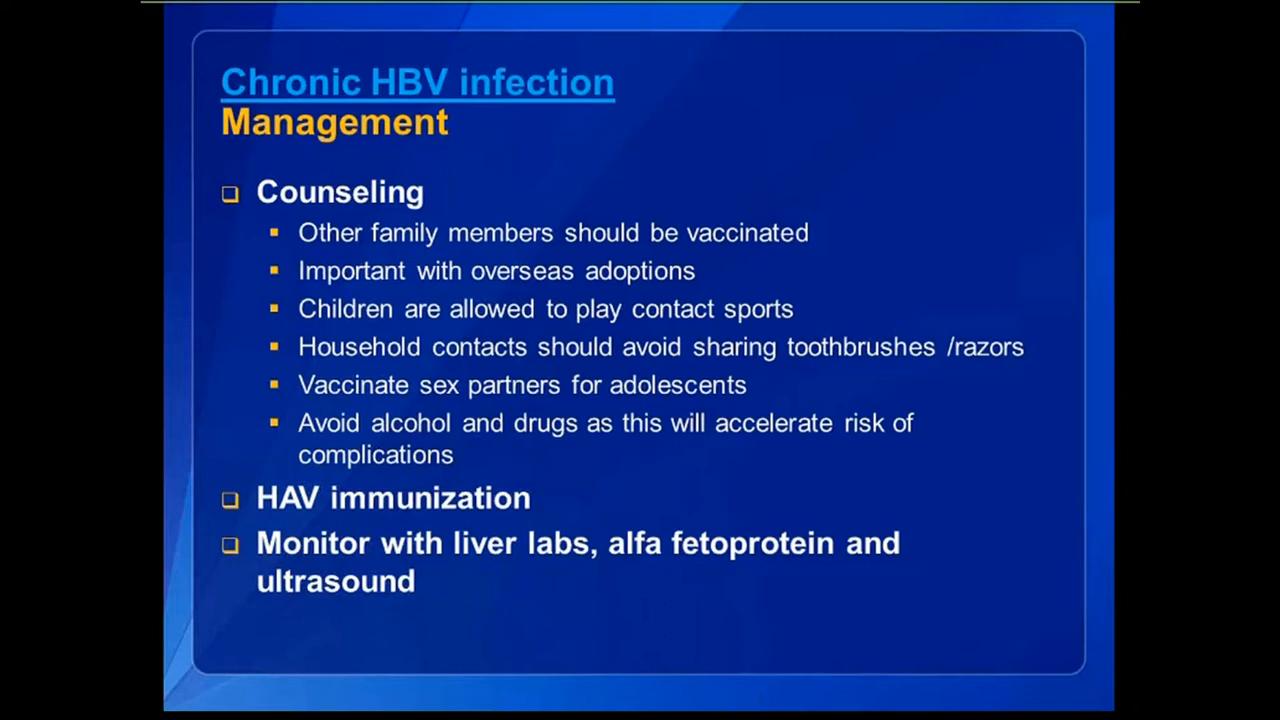 Chronic HBV infection
Management
Counseling
Other family members should be vaccinated
Important with overseas adoptions
Children are allowed to play contact sports
Household contacts should avoid sharing toothbrushes /razors
Vaccinate sex partners for adolescents
Avoid alcohol and drugs as this will accelerate risk of
complications
HAV immunization
Monitor with liver labs, alfa fetoprotein and
ultrasound